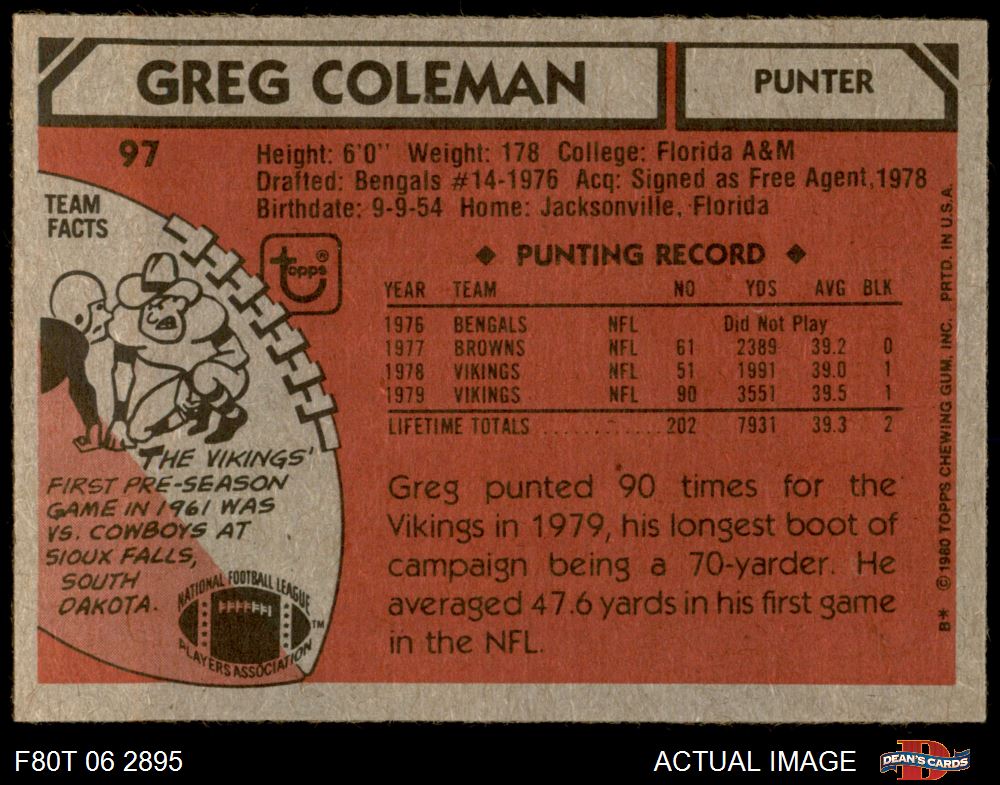 GREG COLEMAN
PUNTER
97
Height: 6'0" Weight: 178 College: Florida A&M
Drafted: Bengals #14-1976 Acq: Signed as Free Agent, 1978
Birthdate: 9-9-54 Home: Jacksonville, Florida
TEAM
FACTS
topps®
◆ PUNTING RECORD ◆
YEAR TEAM NO YDS AVG BLK
1976 BENGALS NFL Did Not Play
1977 BROWNS NFL 61 2389 39.2 0
1978 VIKINGS NFL 51 1991 39.0 1
1979 VIKINGS NFL 90 3551 39.5 1
LIFETIME TOTALS ............ 202 7931 39.3 2
THE VIKINGS'
FIRST PRE-SEASON
GAME IN 1961 WAS
VS. COWBOYS AT
SIOUX FALLS,
SOUTH
DAKOTA.
NATIONAL FOOTBALL LEAGUE
PLAYERS ASSOCIATION
TM
Greg punted 90 times for the
Vikings in 1979, his longest boot of
campaign being a 70-yarder. He
averaged 47.6 yards in his first game
in the NFL.
B* © 1980 TOPPS CHEWING GUM, INC. PRTD. IN U.S.A.
F80T 06 2895
ACTUAL IMAGE
D
DEAN'S CARDS